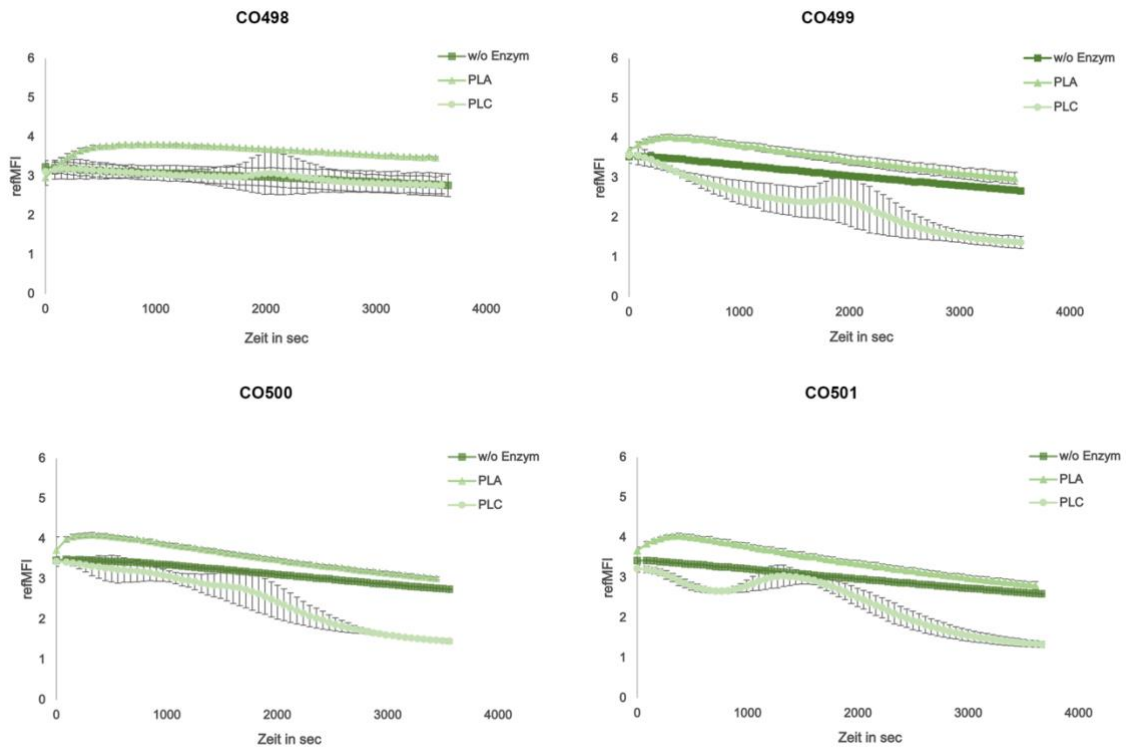 CO498
6
5
4
3
2
1
0
refMFI
0 1000 2000 3000 4000
Zeit in sec
w/o Enzym
PLA
PLC
CO499
6
5
4
3
2
1
0
refMFI
0 1000 2000 3000 4000
Zeit in sec
w/o Enzym
PLA
PLC
CO500
6
5
4
3
2
1
0
refMFI
0 1000 2000 3000 4000
Zeit in sec
w/o Enzym
PLA
PLC
CO501
6
5
4
3
2
1
0
refMFI
0 1000 2000 3000 4000
Zeit in sec
w/o Enzym
PLA
PLC